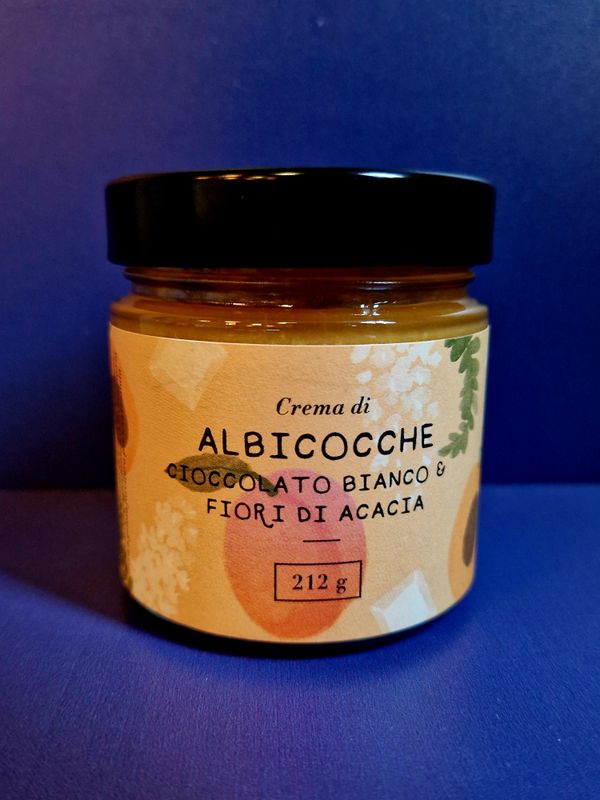 Crema di
ALBICOCCHE
CIOCCOLATO BIANCO &
FIORI DI ACACIA
212 g